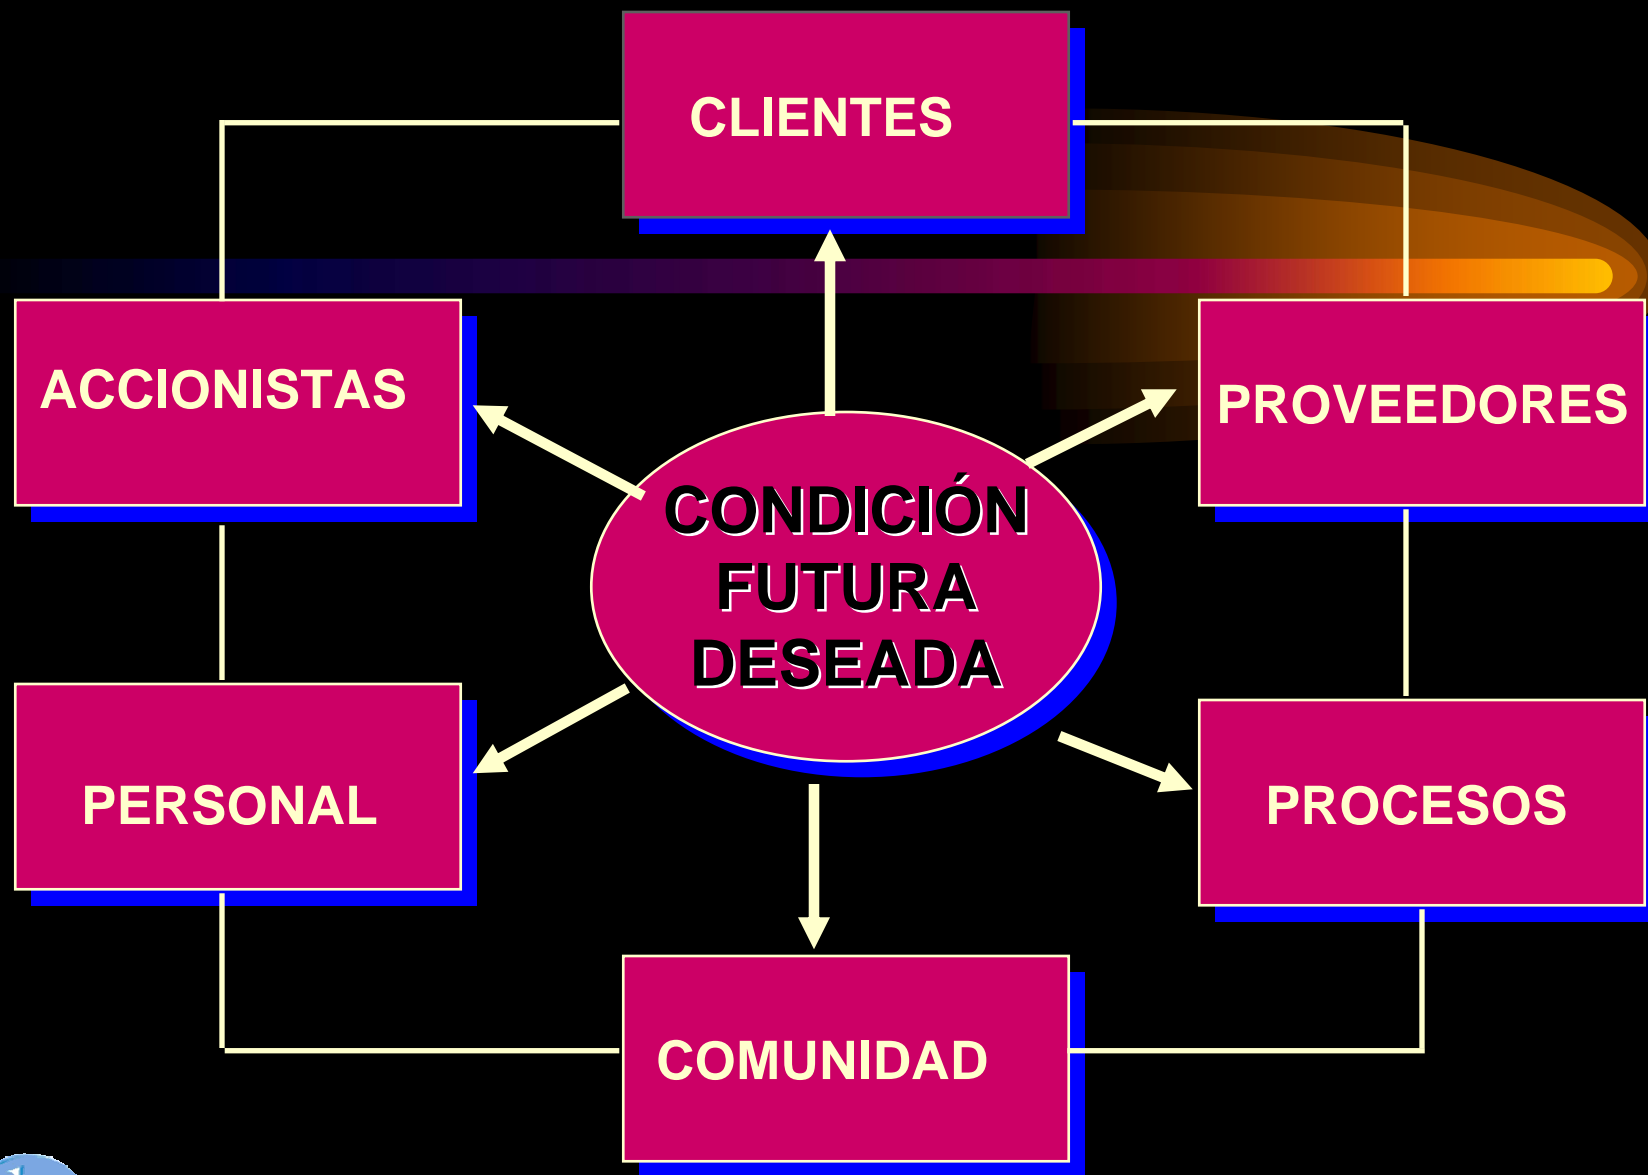 CLIENTES
ACCIONISTAS
PROVEEDORES
CONDICIÓN
FUTURA
DESEADA
PERSONAL
PROCESOS
COMUNIDAD